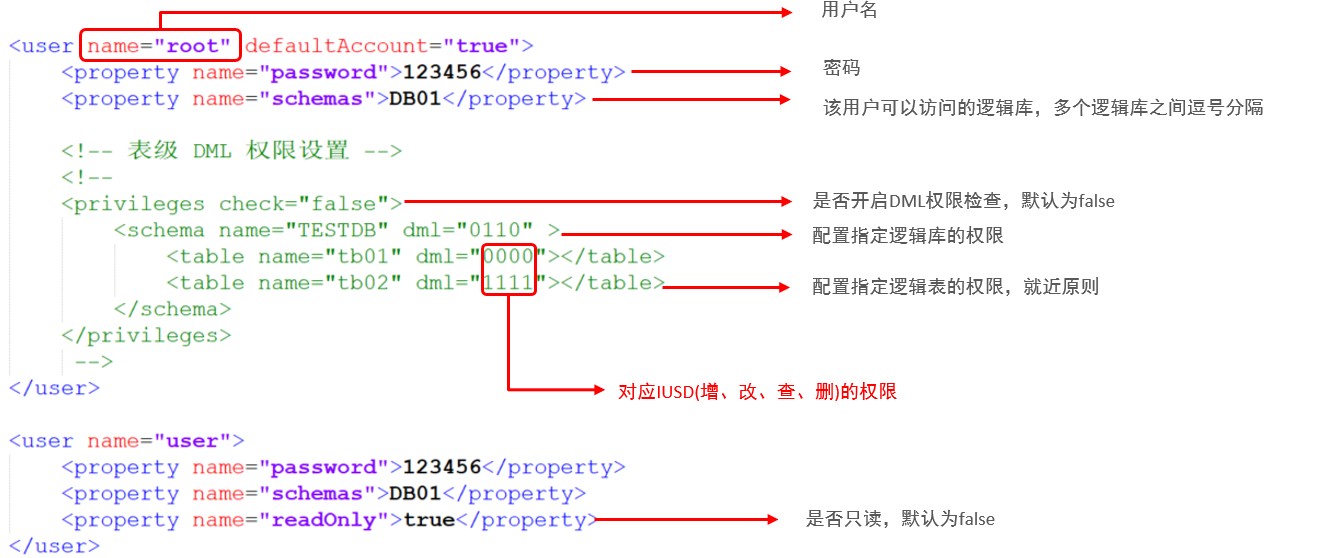 用户名
<user name="root" defaultAccount="true">
<property name="password">123456</property>
密码
<property name="schemas">DB01</property>
该用户可以访问的逻辑库，多个逻辑库之间逗号分隔
<!-- 表级 DML 权限设置 -->
<!--
<privileges check="false">
是否开启DML权限检查，默认为false
<schema name="TESTDB" dml="0110" >
配置指定逻辑库的权限
<table name="tb01" dml="0000"></table>
<table name="tb02" dml="1111"></table>
配置指定逻辑表的权限，就近原则
</schema>
</privileges>
-->
</user>
对应IUSD(增、改、查、删)的权限
<user name="user">
<property name="password">123456</property>
<property name="schemas">DB01</property>
<property name="readOnly">true</property>
是否只读，默认为false
</user>